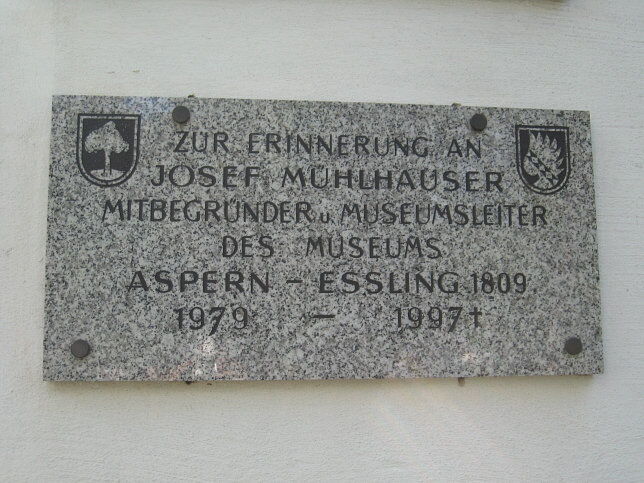 ZUR ERINNERUNG AN
JOSEF MÜHLHAUSER
MITBEGRÜNDER u. MUSEUMSLEITER
DES MUSEUMS
ASPERN – ESSLING 1809
1979 – 1997 †